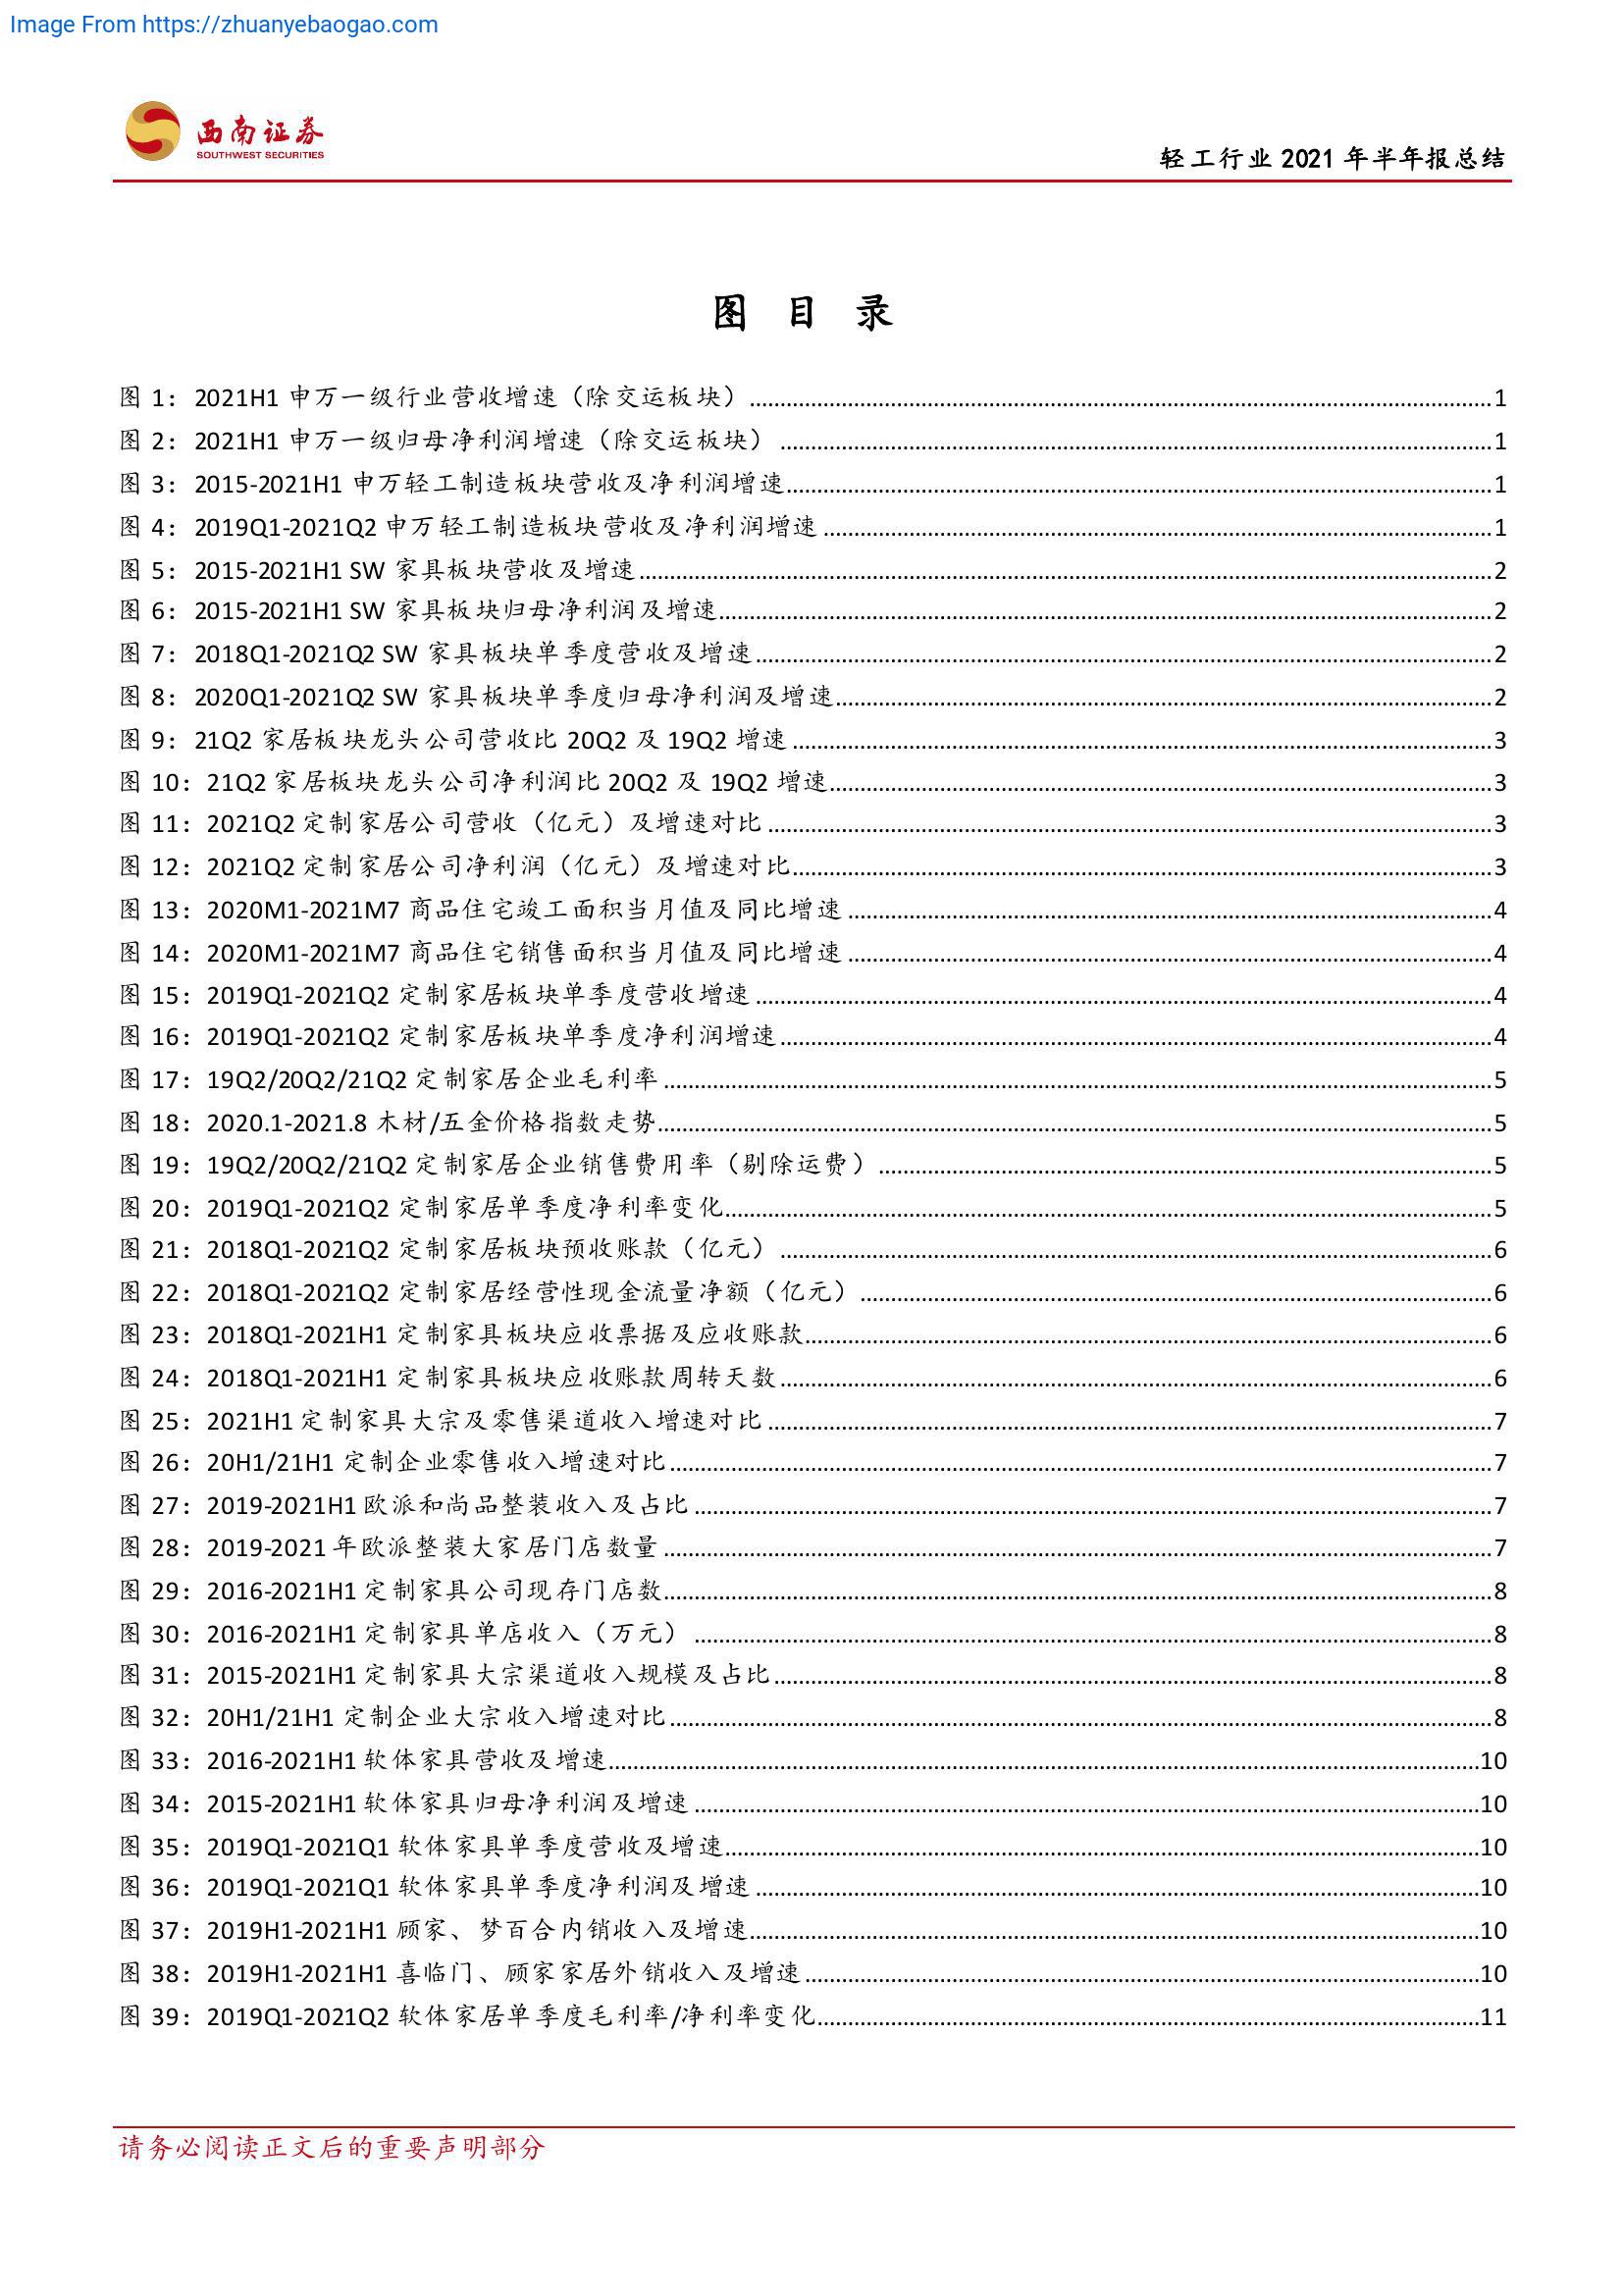 Image From https://zhuanyebaogao.com
西南证券
SOUTHWEST SECURITIES
轻工行业 2021 年半年报总结
图 目 录
图 1：2021H1 申万一级行业营收增速（除交运板块）1
图 2：2021H1 申万一级归母净利润增速（除交运板块）1
图 3：2015-2021H1 申万轻工制造板块营收及净利润增速1
图 4：2019Q1-2021Q2 申万轻工制造板块营收及净利润增速1
图 5：2015-2021H1 SW 家具板块营收及增速2
图 6：2015-2021H1 SW 家具板块归母净利润及增速2
图 7：2018Q1-2021Q2 SW 家具板块单季度营收及增速2
图 8：2020Q1-2021Q2 SW 家具板块单季度归母净利润及增速2
图 9：21Q2 家居板块龙头公司营收比 20Q2 及 19Q2 增速3
图 10：21Q2 家居板块龙头公司净利润比 20Q2 及 19Q2 增速3
图 11：2021Q2 定制家居公司营收（亿元）及增速对比3
图 12：2021Q2 定制家居公司净利润（亿元）及增速对比3
图 13：2020M1-2021M7 商品住宅竣工面积当月值及同比增速4
图 14：2020M1-2021M7 商品住宅销售面积当月值及同比增速4
图 15：2019Q1-2021Q2 定制家居板块单季度营收增速4
图 16：2019Q1-2021Q2 定制家居板块单季度净利润增速4
图 17：19Q2/20Q2/21Q2 定制家居企业毛利率5
图 18：2020.1-2021.8 木材/五金价格指数走势5
图 19：19Q2/20Q2/21Q2 定制家居企业销售费用率（剔除运费）5
图 20：2019Q1-2021Q2 定制家居单季度净利率变化5
图 21：2018Q1-2021Q2 定制家居板块预收账款（亿元）6
图 22：2018Q1-2021Q2 定制家居经营性现金流量净额（亿元）6
图 23：2018Q1-2021H1 定制家具板块应收票据及应收账款6
图 24：2018Q1-2021H1 定制家具板块应收账款周转天数6
图 25：2021H1 定制家具大宗及零售渠道收入增速对比7
图 26：20H1/21H1 定制企业零售收入增速对比7
图 27：2019-2021H1 欧派和尚品整装收入及占比7
图 28：2019-2021 年欧派整装大家居门店数量7
图 29：2016-2021H1 定制家具公司现存门店数8
图 30：2016-2021H1 定制家具单店收入（万元）8
图 31：2015-2021H1 定制家具大宗渠道收入规模及占比8
图 32：20H1/21H1 定制企业大宗收入增速对比8
图 33：2016-2021H1 软体家具营收及增速10
图 34：2015-2021H1 软体家具归母净利润及增速10
图 35：2019Q1-2021Q1 软体家具单季度营收及增速10
图 36：2019Q1-2021Q1 软体家具单季度净利润及增速10
图 37：2019H1-2021H1 顾家、梦百合内销收入及增速10
图 38：2019H1-2021H1 喜临门、顾家家居外销收入及增速10
图 39：2019Q1-2021Q2 软体家居单季度毛利率/净利率变化11
请务必阅读正文后的重要声明部分